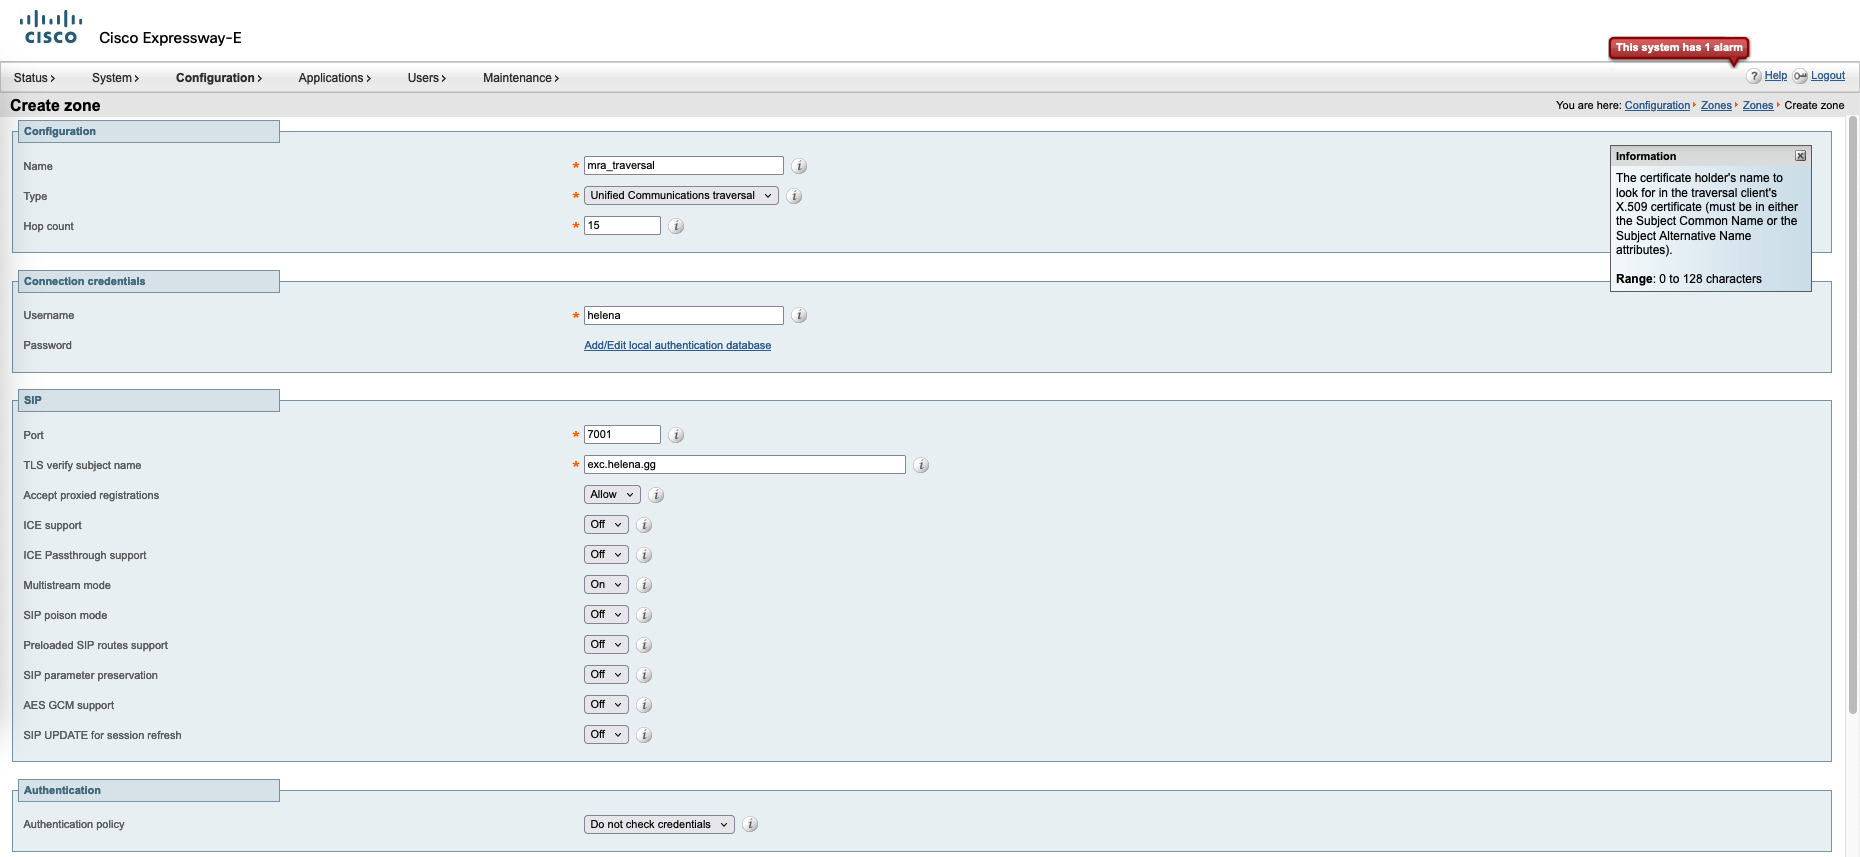 CISCO
Cisco Expressway-E
This system has 1 alarm
Status
System
Configuration
Applications
Users
Maintenance
Help
Logout
Create zone
You are here: Configuration Zones Zones Create zone
Configuration
Name * mra_traversal
Type * Unified Communications traversal
Hop count * 15
Information
The certificate holder's name to
look for in the traversal client's
X.509 certificate (must be in either
the Subject Common Name or the
Subject Alternative Name
attributes).
Range: 0 to 128 characters
Connection credentials
Username * helena
Password Add/Edit local authentication database
SIP
Port * 7001
TLS verify subject name * exc.helena.gg
Accept proxied registrations Allow
ICE support Off
ICE Passthrough support Off
Multistream mode On
SIP poison mode Off
Preloaded SIP routes support Off
SIP parameter preservation Off
AES GCM support Off
SIP UPDATE for session refresh Off
Authentication
Authentication policy Do not check credentials